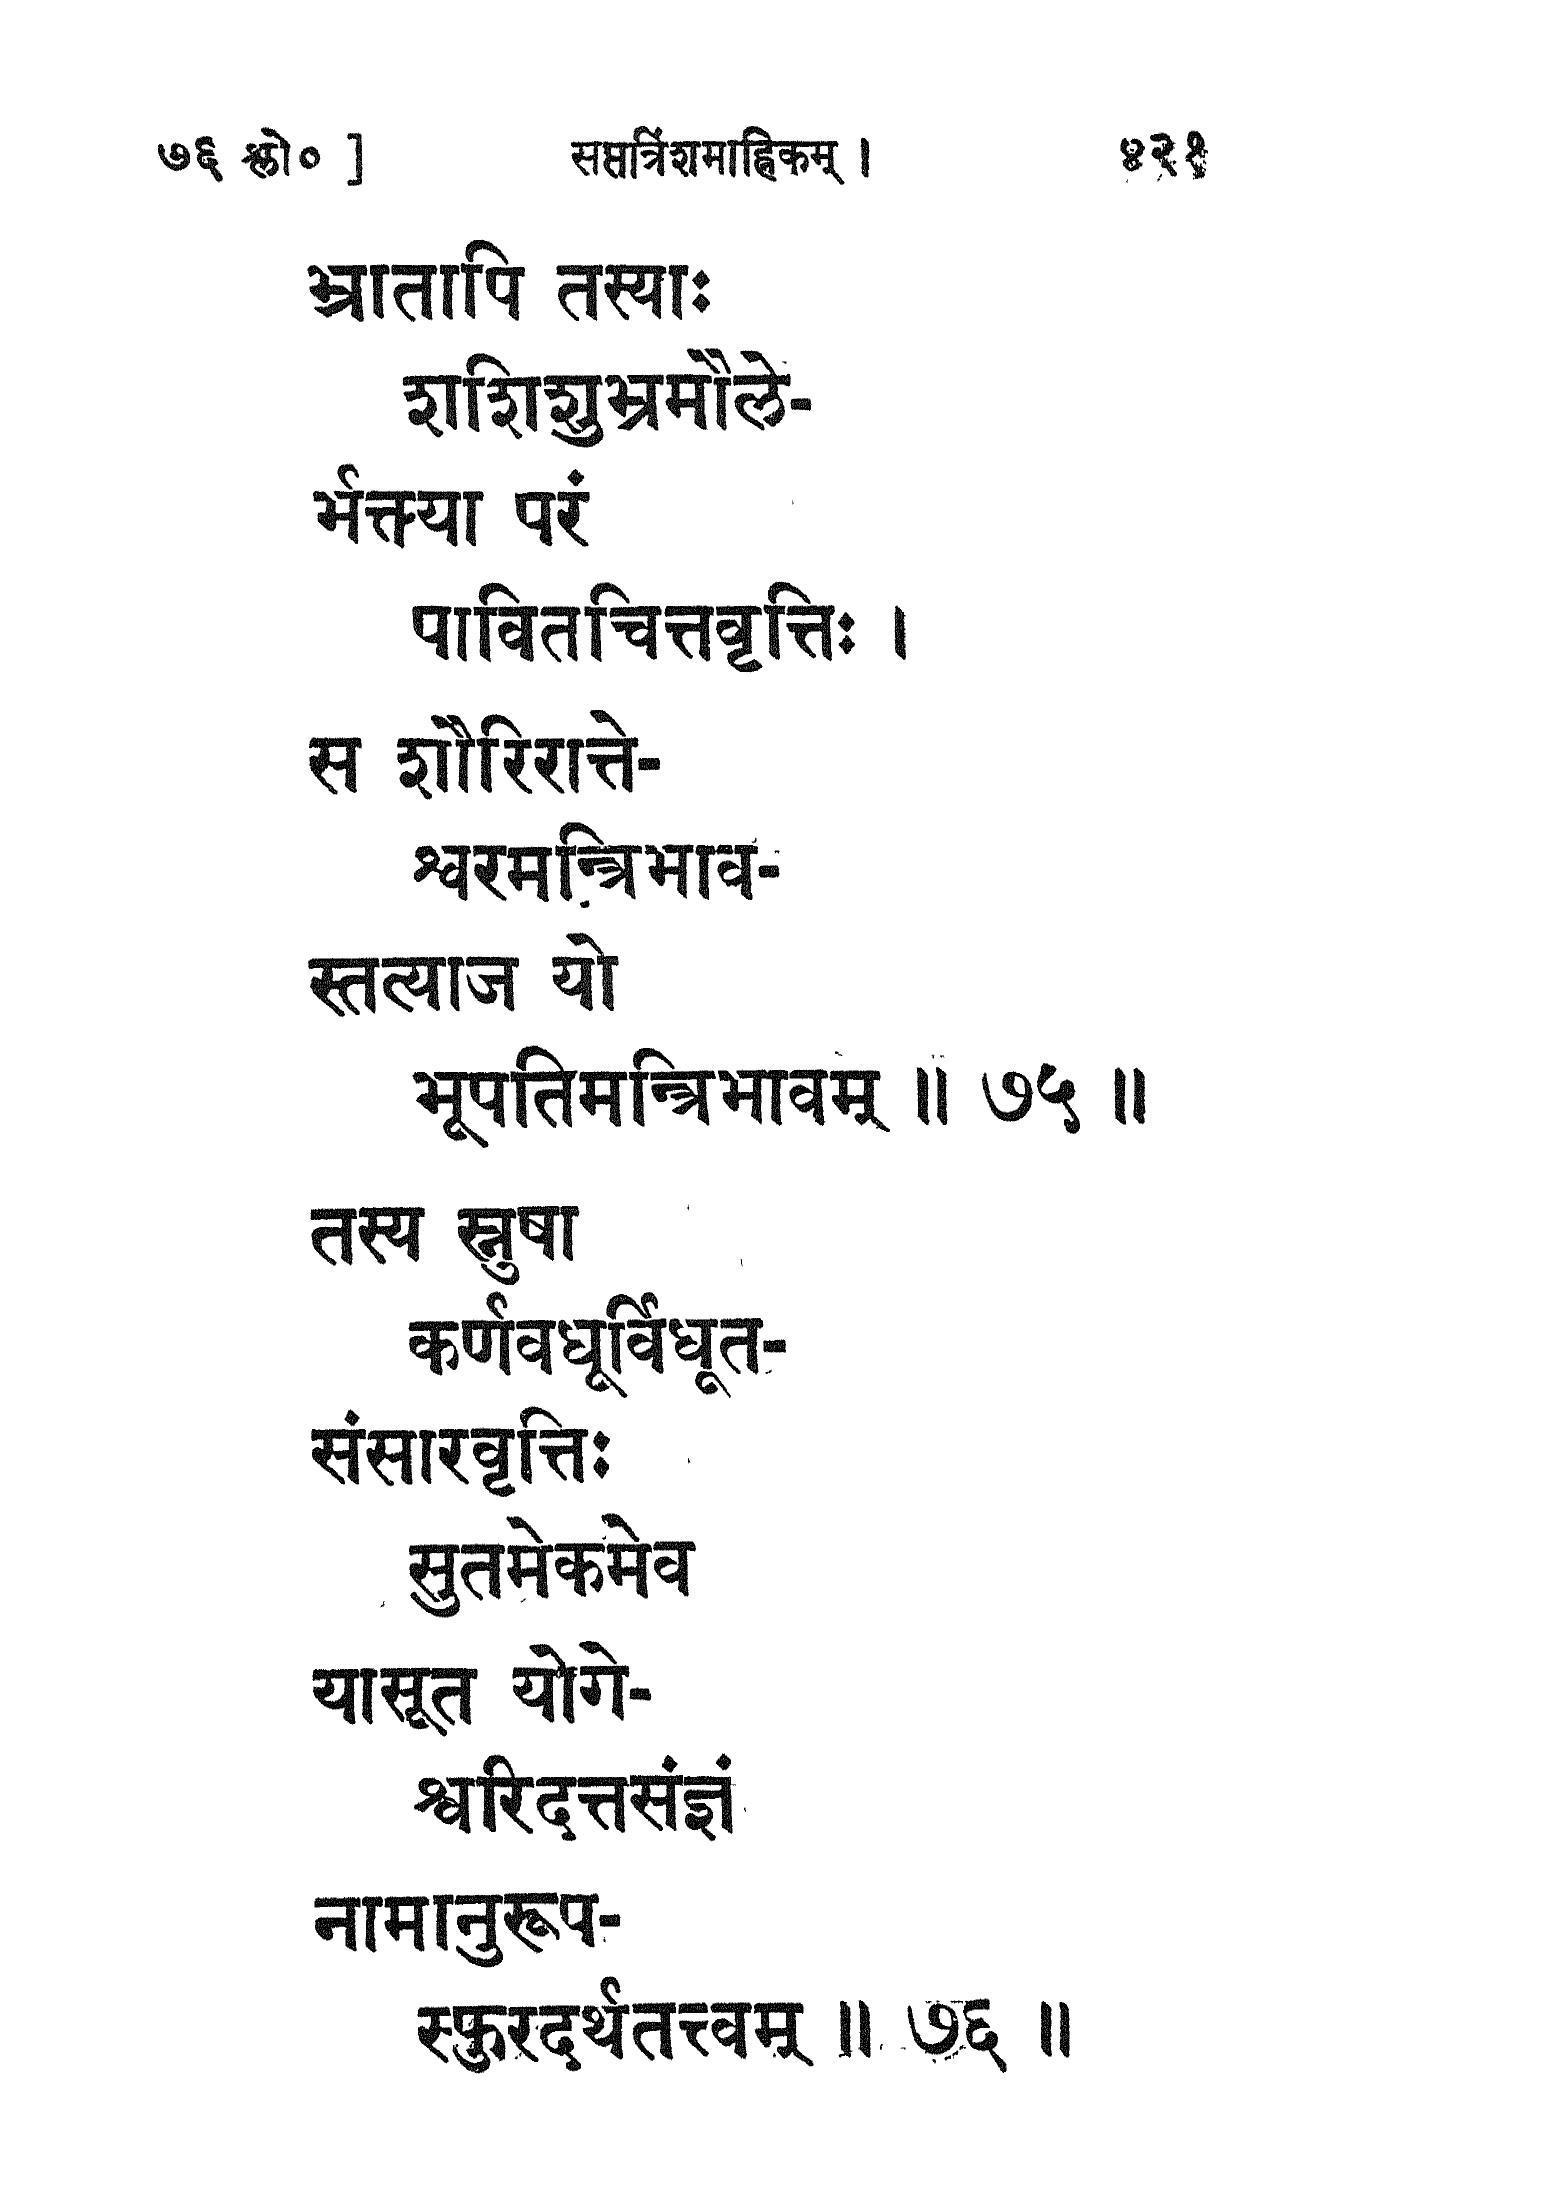 ७६ श्लो० ]
सप्तत्रिंशमाह्निकम् ।
४२१
भ्रातापि तस्याः
शशिशुभ्रमौले-
र्भक्त्या परं
पावितचित्तवृत्तिः ।
स शौरिरात्ते-
श्वरमन्त्रिभाव-
स्तत्याज यो
भूपतिमन्त्रिभावम् ॥ ७५ ॥
तस्य स्नुषा
कर्णवधूर्विधूत-
संसारवृत्तिः
सुतमेकमेव
यासूत योगे-
श्वरिदत्तसंज्ञं
नामानुरूप-
स्फुरदर्थतत्त्वम् ॥ ७६ ॥